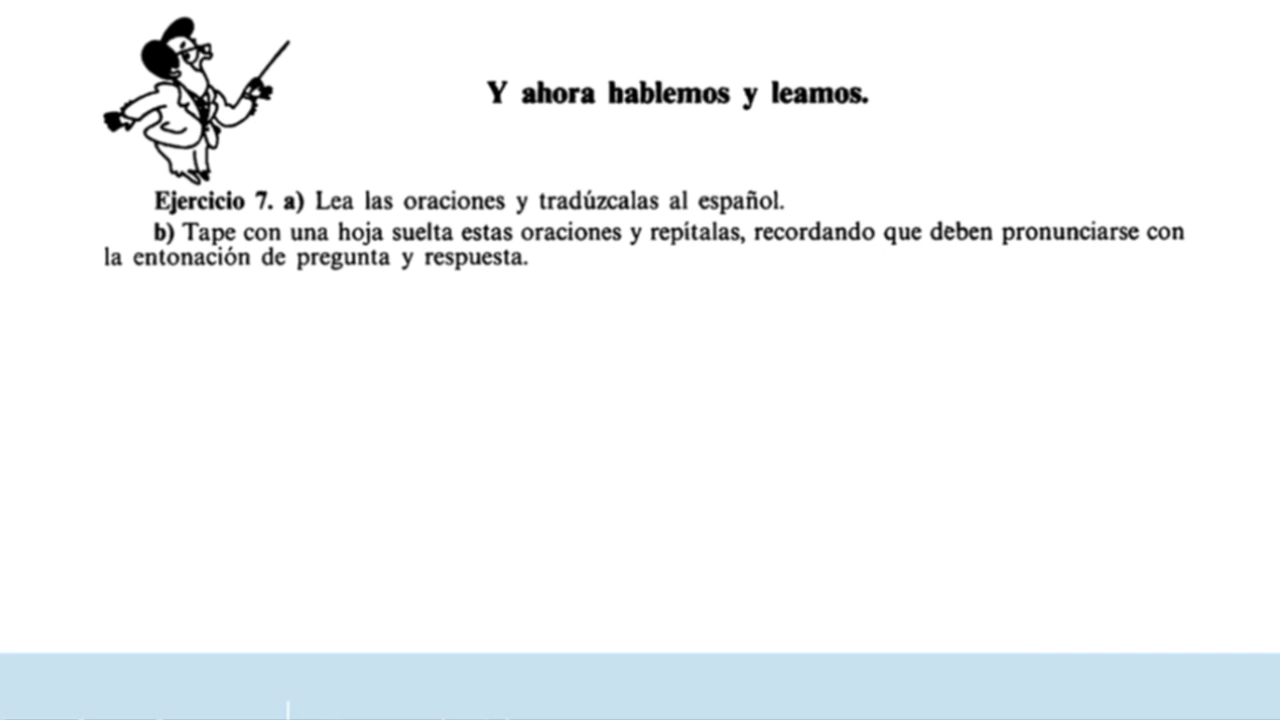 Y ahora hablemos y leamos.
Ejercicio 7. a) Lea las oraciones y tradúzcalas al español.
b) Tape con una hoja suelta estas oraciones y repítalas, recordando que deben pronunciarse con
la entonación de pregunta y respuesta.